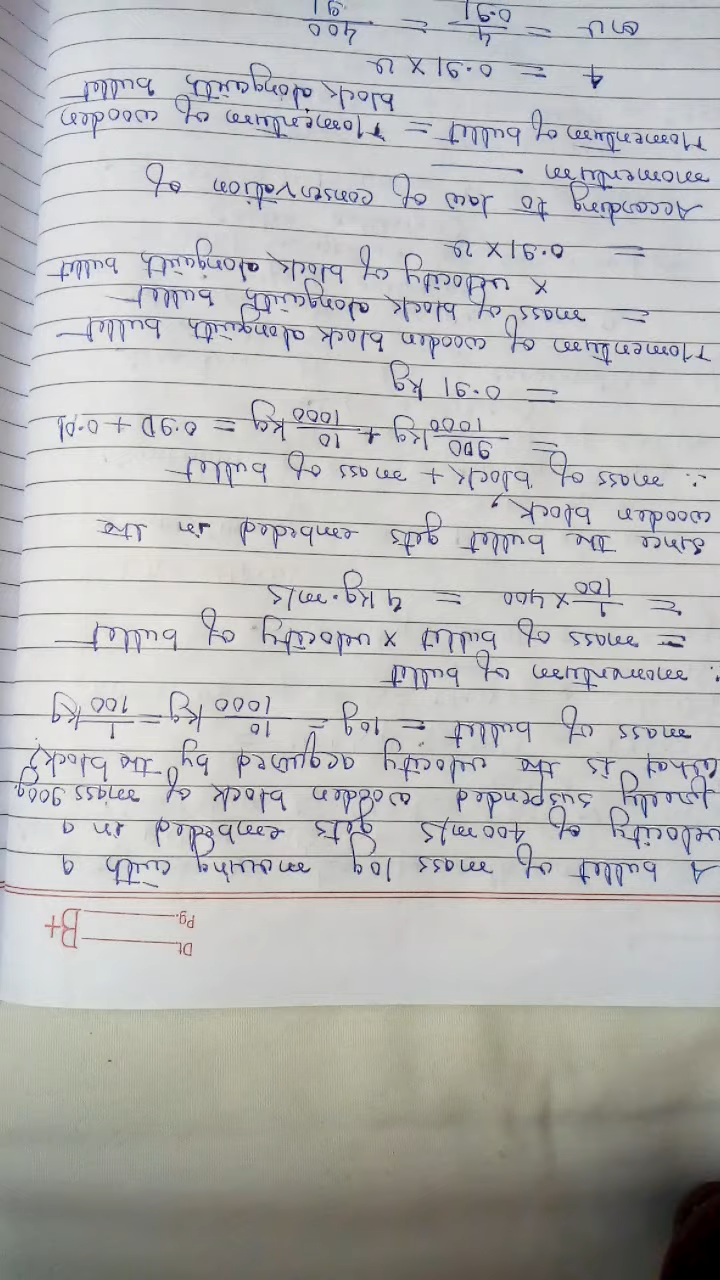 Dt.
Pg.
B+
A bullet of mass 10g moving with a
velocity of 400m/s gets embeded in a
freely suspended wooden block of mass 900g.
What is the velocity acquired by the block?
mass of bullet = 10g = 10/1000 kg = 1/100 kg
∴ momentum of bullet
= mass of bullet × velocity of bullet
= 1/100 × 400 = 4 kg.m/s
Since the bullet gets embeded in the
wooden block,
∴ mass of block + mass of bullet
= 900/1000 kg + 10/1000 kg = 0.90 + 0.01
= 0.91 kg
Momentum of wooden block alongwith bullet
= mass of block alongwith bullet
× velocity of block alongwith bullet
= 0.91 × v
According to law of conservation of
momentum —
Momentum of bullet = Momentum of wooden
block alongwith bullet
4 = 0.91 × v
or v = 4/0.91 = 400/91